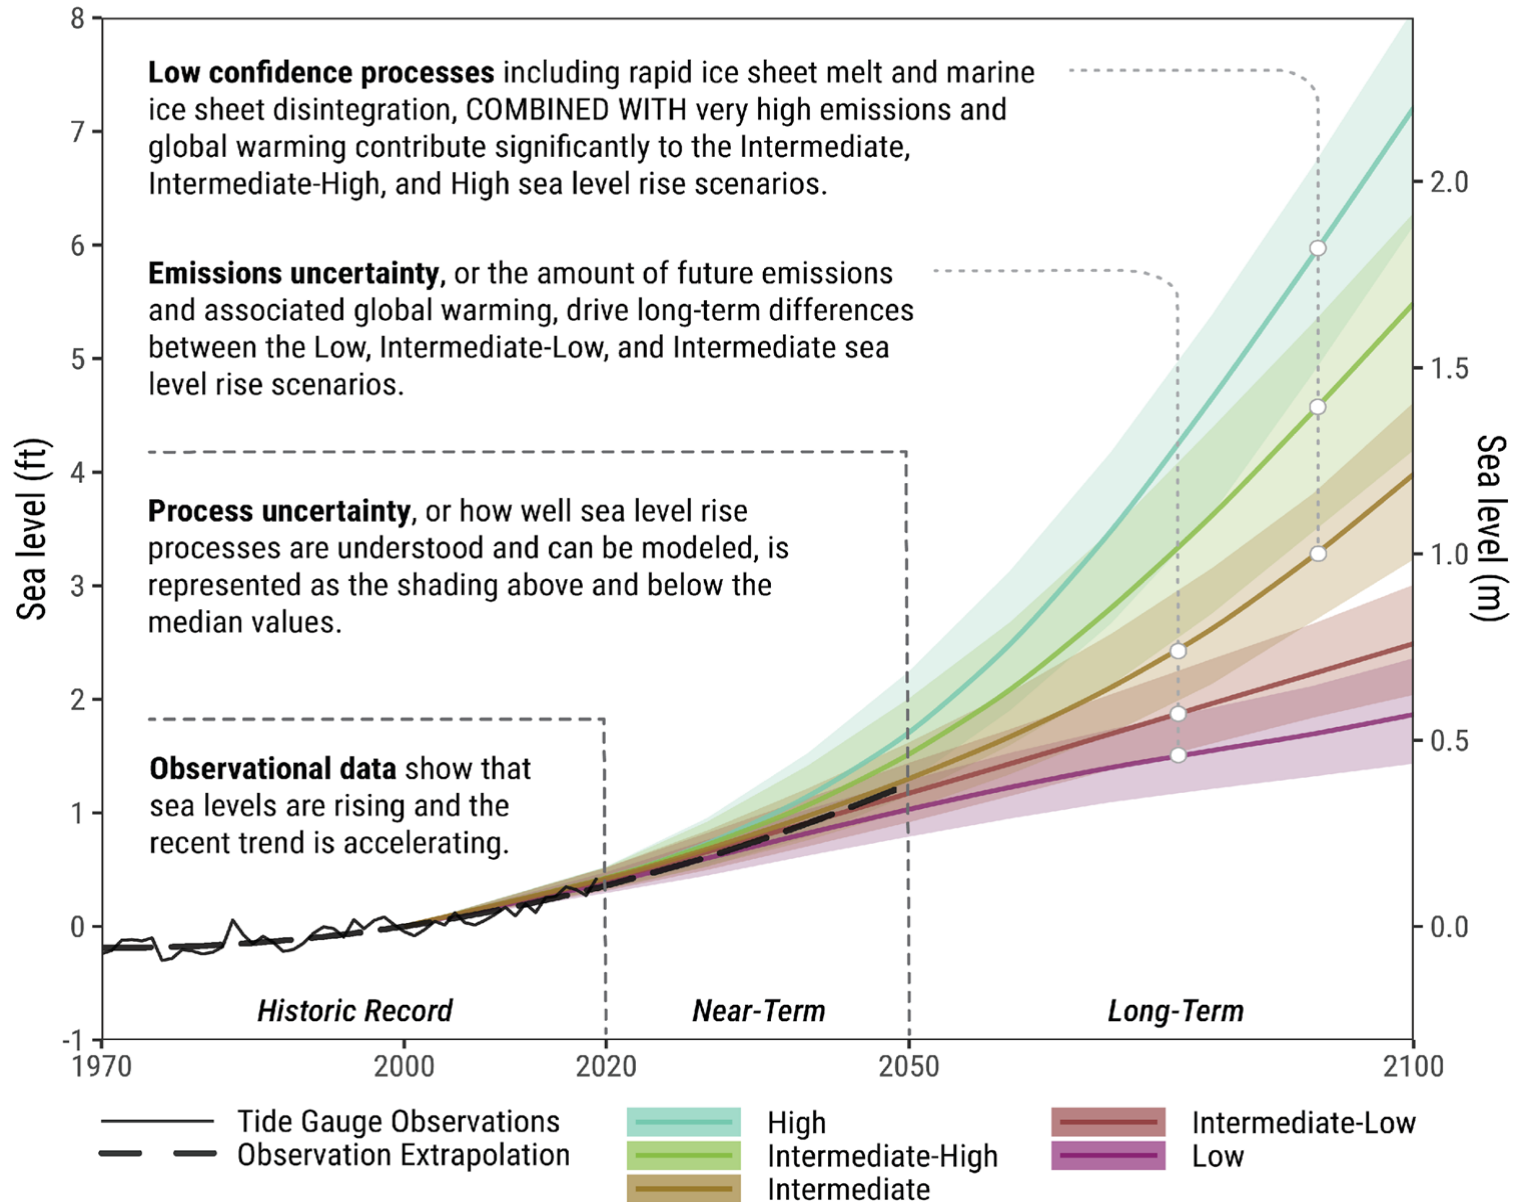 8
7
6
5
4
3
2
1
0
-1
Sea level (ft)
Low confidence processes including rapid ice sheet melt and marine
ice sheet disintegration, COMBINED WITH very high emissions and
global warming contribute significantly to the Intermediate,
Intermediate-High, and High sea level rise scenarios.
Emissions uncertainty, or the amount of future emissions
and associated global warming, drive long-term differences
between the Low, Intermediate-Low, and Intermediate sea
level rise scenarios.
Process uncertainty, or how well sea level rise
processes are understood and can be modeled, is
represented as the shading above and below the
median values.
Observational data show that
sea levels are rising and the
recent trend is accelerating.
2.0
1.5
1.0
0.5
0.0
Sea level (m)
Historic Record
Near-Term
Long-Term
1970
2000
2020
2050
2100
Tide Gauge Observations
Observation Extrapolation
High
Intermediate-High
Intermediate
Intermediate-Low
Low